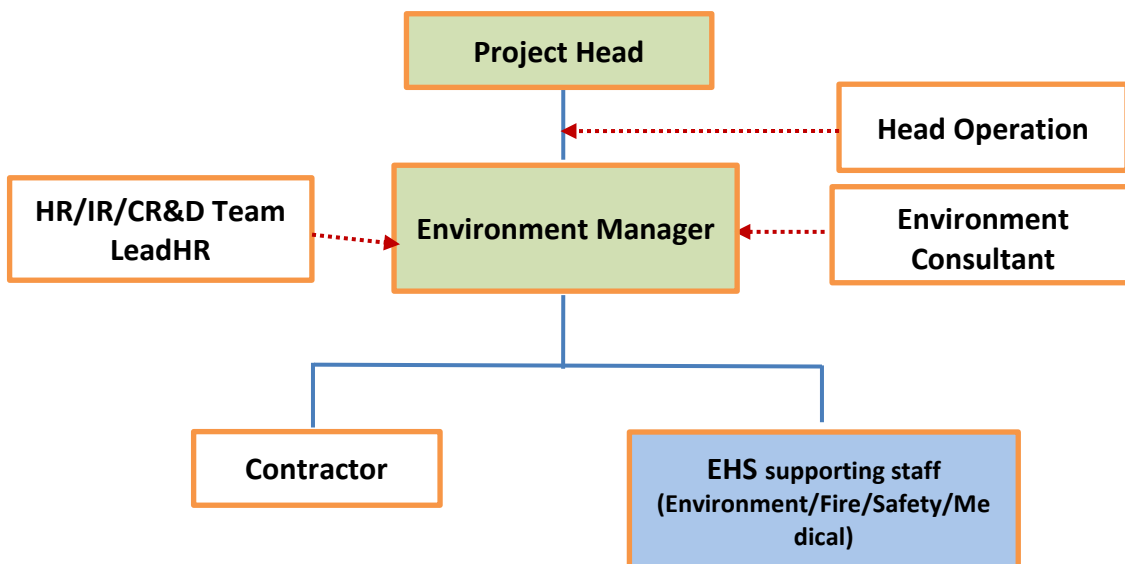 Project Head
Head Operation
HR/IR/CR&D Team
LeadHR
Environment Manager
Environment
Consultant
Contractor
EHS supporting staff
(Environment/Fire/Safety/Me
dical)